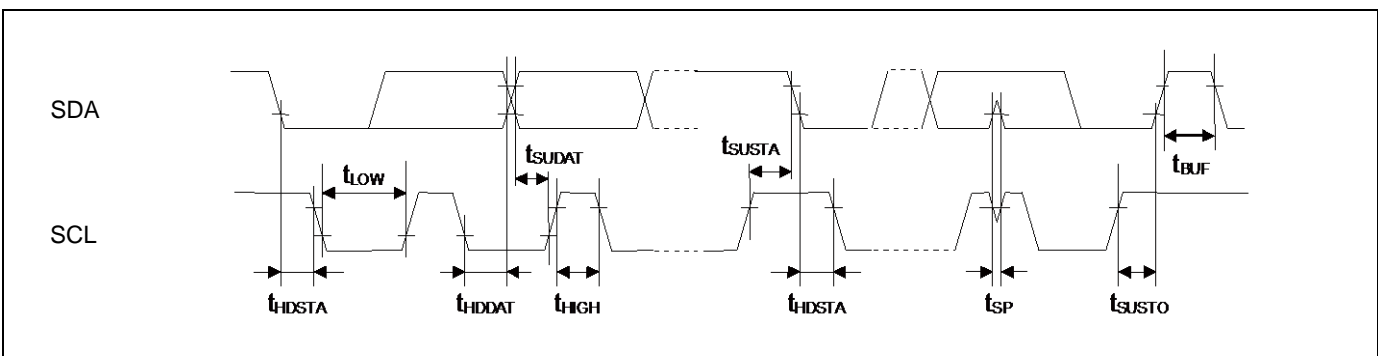 SDA
tSUDAT
tSUSTA
tBUF
tLOW
SCL
tHDSTA
tHDDAT
tHIGH
tHDSTA
tSP
tSUSTO